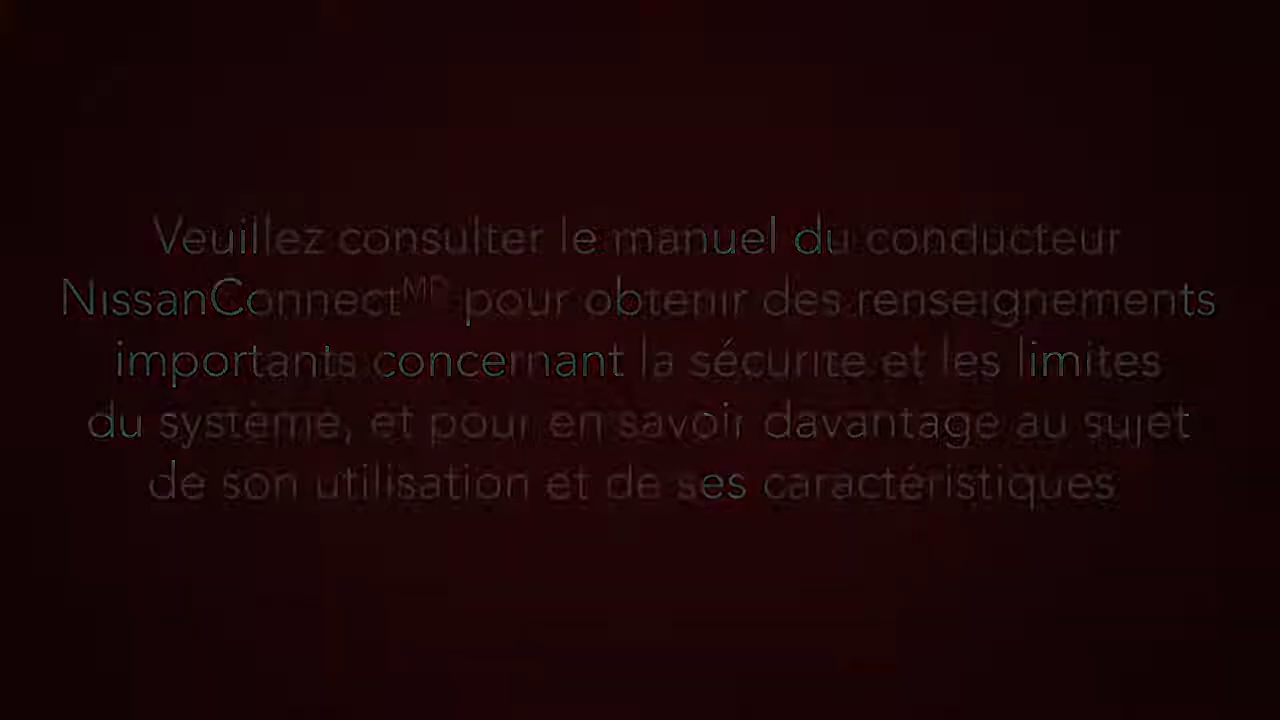 Veuillez consulter le manuel du conducteur
NissanConnectᴹᴰ pour obtenir des renseignements
importants concernant la sécurité et les limites
du système, et pour en savoir davantage au sujet
de son utilisation et de ses caractéristiques